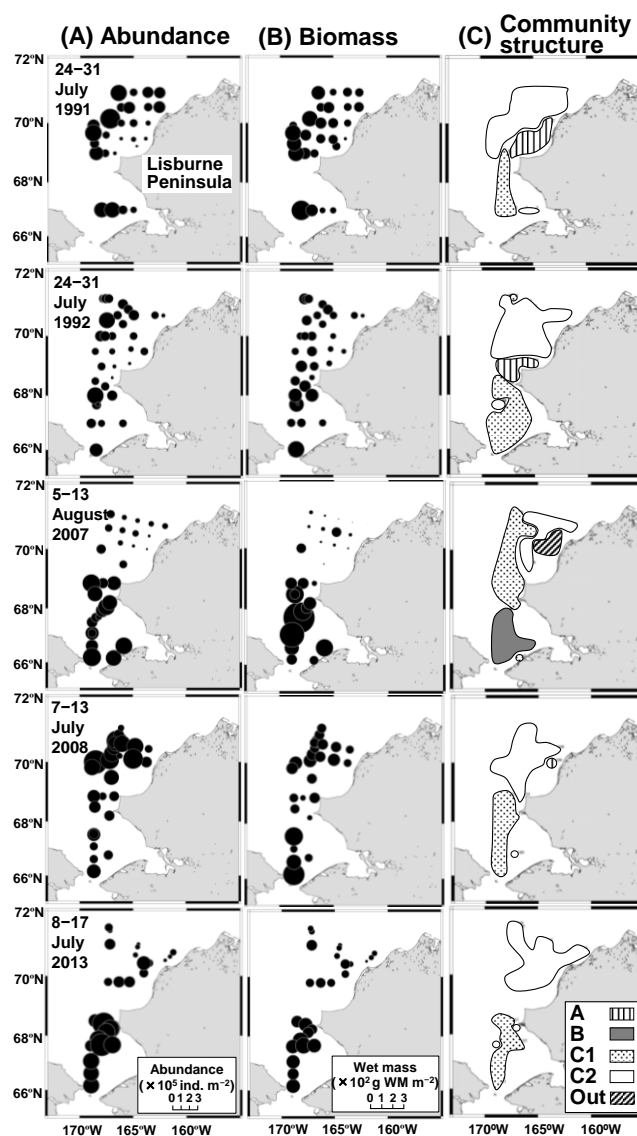 (A) Abundance
(B) Biomass
(C) Community
structure
72°N
70°N
68°N
66°N
24−31
July
1991
Lisburne
Peninsula
72°N
70°N
68°N
66°N
24−31
July
1992
72°N
70°N
68°N
66°N
5−13
August
2007
72°N
70°N
68°N
66°N
7−13
July
2008
72°N
70°N
68°N
66°N
8−17
July
2013
Abundance
(×10⁵ ind. m⁻²)
0 1 2 3
Wet mass
(×10² g WM m⁻²)
0 1 2 3
A
B
C1
C2
Out
170°W 165°W 160°W
170°W 165°W 160°W
170°W 165°W 160°W